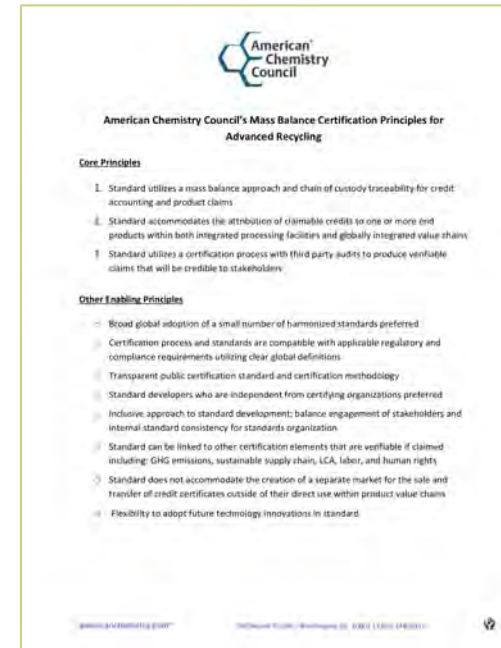 American®
Chemistry
Council
American Chemistry Council's Mass Balance Certification Principles for
Advanced Recycling
Core Principles
Standard utilizes a mass balance approach and chain of custody traceability for credit
accounting and product claims
Standard accommodates the attribution of claimable credits to one or more end
products within both integrated processing facilities and globally integrated value chains
Standard utilizes a certification process with third party audits to produce verifiable
claims that will be credible to stakeholders
Other Enabling Principles
Broad global adoption of a small number of harmonized standards preferred
Certification process and standards are compatible with applicable regulatory and
compliance requirements utilizing clear global definitions
Transparent public certification standard and certification methodology
Standard developers who are independent from certifying organizations preferred
Inclusive approach to standard development; balance engagement of stakeholders and
internal standard consistency for standards organization
Standard can be linked to other certification elements that are verifiable if claimed
including: GHG emissions, sustainable supply chain, LCA, labor, and human rights
Standard does not accommodate the creation of a separate market for the sale and
transfer of credit certificates outside of their direct use within product value chains
Flexibility to adopt future technology innovations in standard